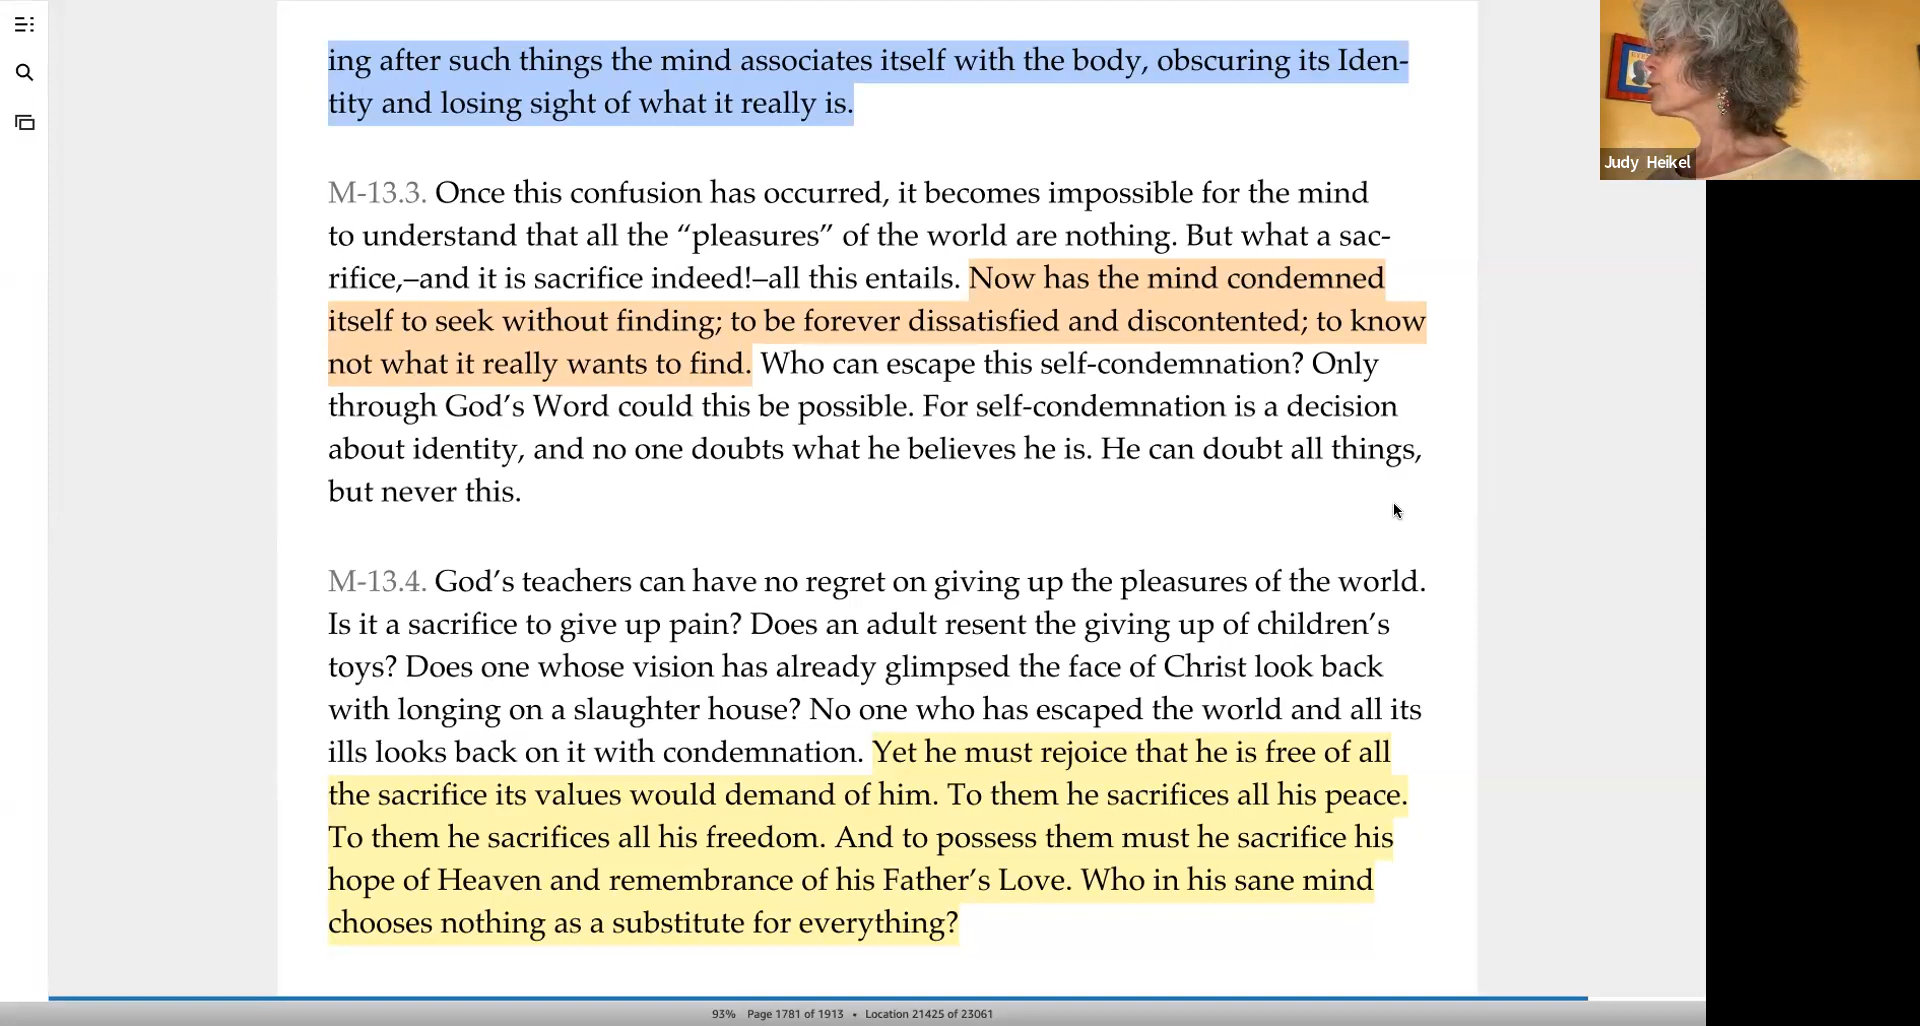 ing after such things the mind associates itself with the body, obscuring its Iden-
tity and losing sight of what it really is.
M-13.3. Once this confusion has occurred, it becomes impossible for the mind
to understand that all the “pleasures” of the world are nothing. But what a sac-
rifice,–and it is sacrifice indeed!–all this entails. Now has the mind condemned
itself to seek without finding; to be forever dissatisfied and discontented; to know
not what it really wants to find. Who can escape this self-condemnation? Only
through God’s Word could this be possible. For self-condemnation is a decision
about identity, and no one doubts what he believes he is. He can doubt all things,
but never this.
M-13.4. God’s teachers can have no regret on giving up the pleasures of the world.
Is it a sacrifice to give up pain? Does an adult resent the giving up of children’s
toys? Does one whose vision has already glimpsed the face of Christ look back
with longing on a slaughter house? No one who has escaped the world and all its
ills looks back on it with condemnation. Yet he must rejoice that he is free of all
the sacrifice its values would demand of him. To them he sacrifices all his peace.
To them he sacrifices all his freedom. And to possess them must he sacrifice his
hope of Heaven and remembrance of his Father’s Love. Who in his sane mind
chooses nothing as a substitute for everything?
Judy Heikel
93% Page 1781 of 1913 • Location 21425 of 23061